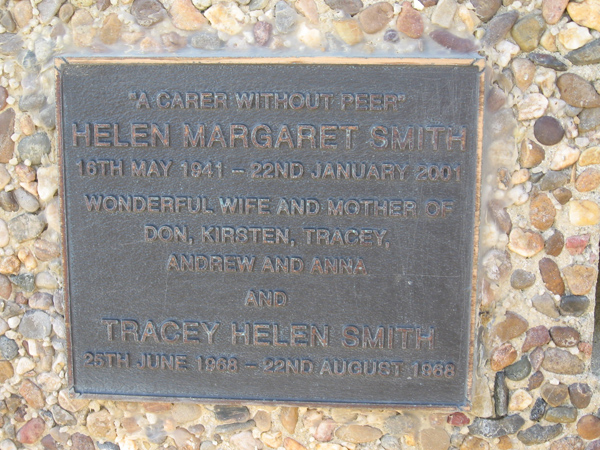 "A CARER WITHOUT PEER"
HELEN MARGARET SMITH
16TH MAY 1941 – 22ND JANUARY 2001
WONDERFUL WIFE AND MOTHER OF
DON, KIRSTEN, TRACEY,
ANDREW AND ANNA
AND
TRACEY HELEN SMITH
25TH JUNE 1968 – 22ND AUGUST 1968